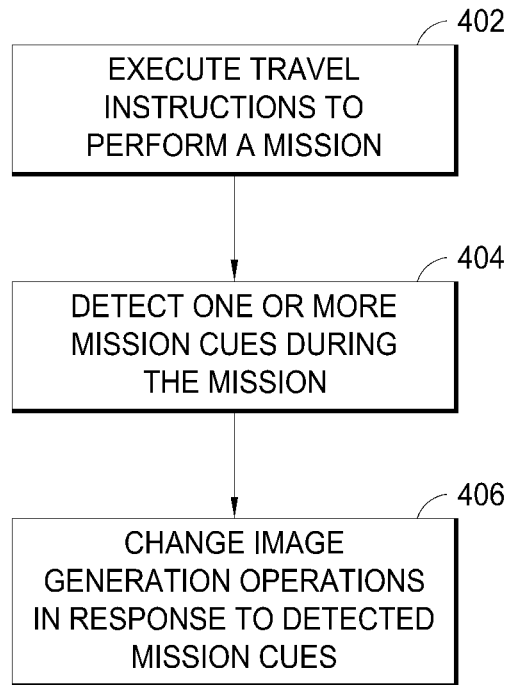 402
EXECUTE TRAVEL
INSTRUCTIONS TO
PERFORM A MISSION
404
DETECT ONE OR MORE
MISSION CUES DURING
THE MISSION
406
CHANGE IMAGE
GENERATION OPERATIONS
IN RESPONSE TO DETECTED
MISSION CUES